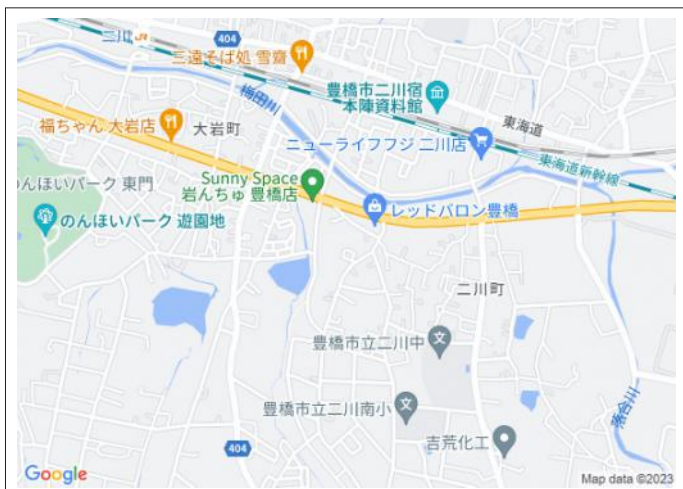 二川
404
三遠そば処 雪齋
梅田川
豊橋市二川宿
本陣資料館
東海道
福ちゃん 大岩店
大岩町
ニューライフフジ 二川店
東海道新幹線
んほいパーク 東門
Sunny Space
岩んちゅ 豊橋店
のんほいパーク 遊園地
レッドバロン豊橋
二川町
豊橋市立二川中
豊橋市立二川南小
404
吉荒化工
Google
Map data ©2023